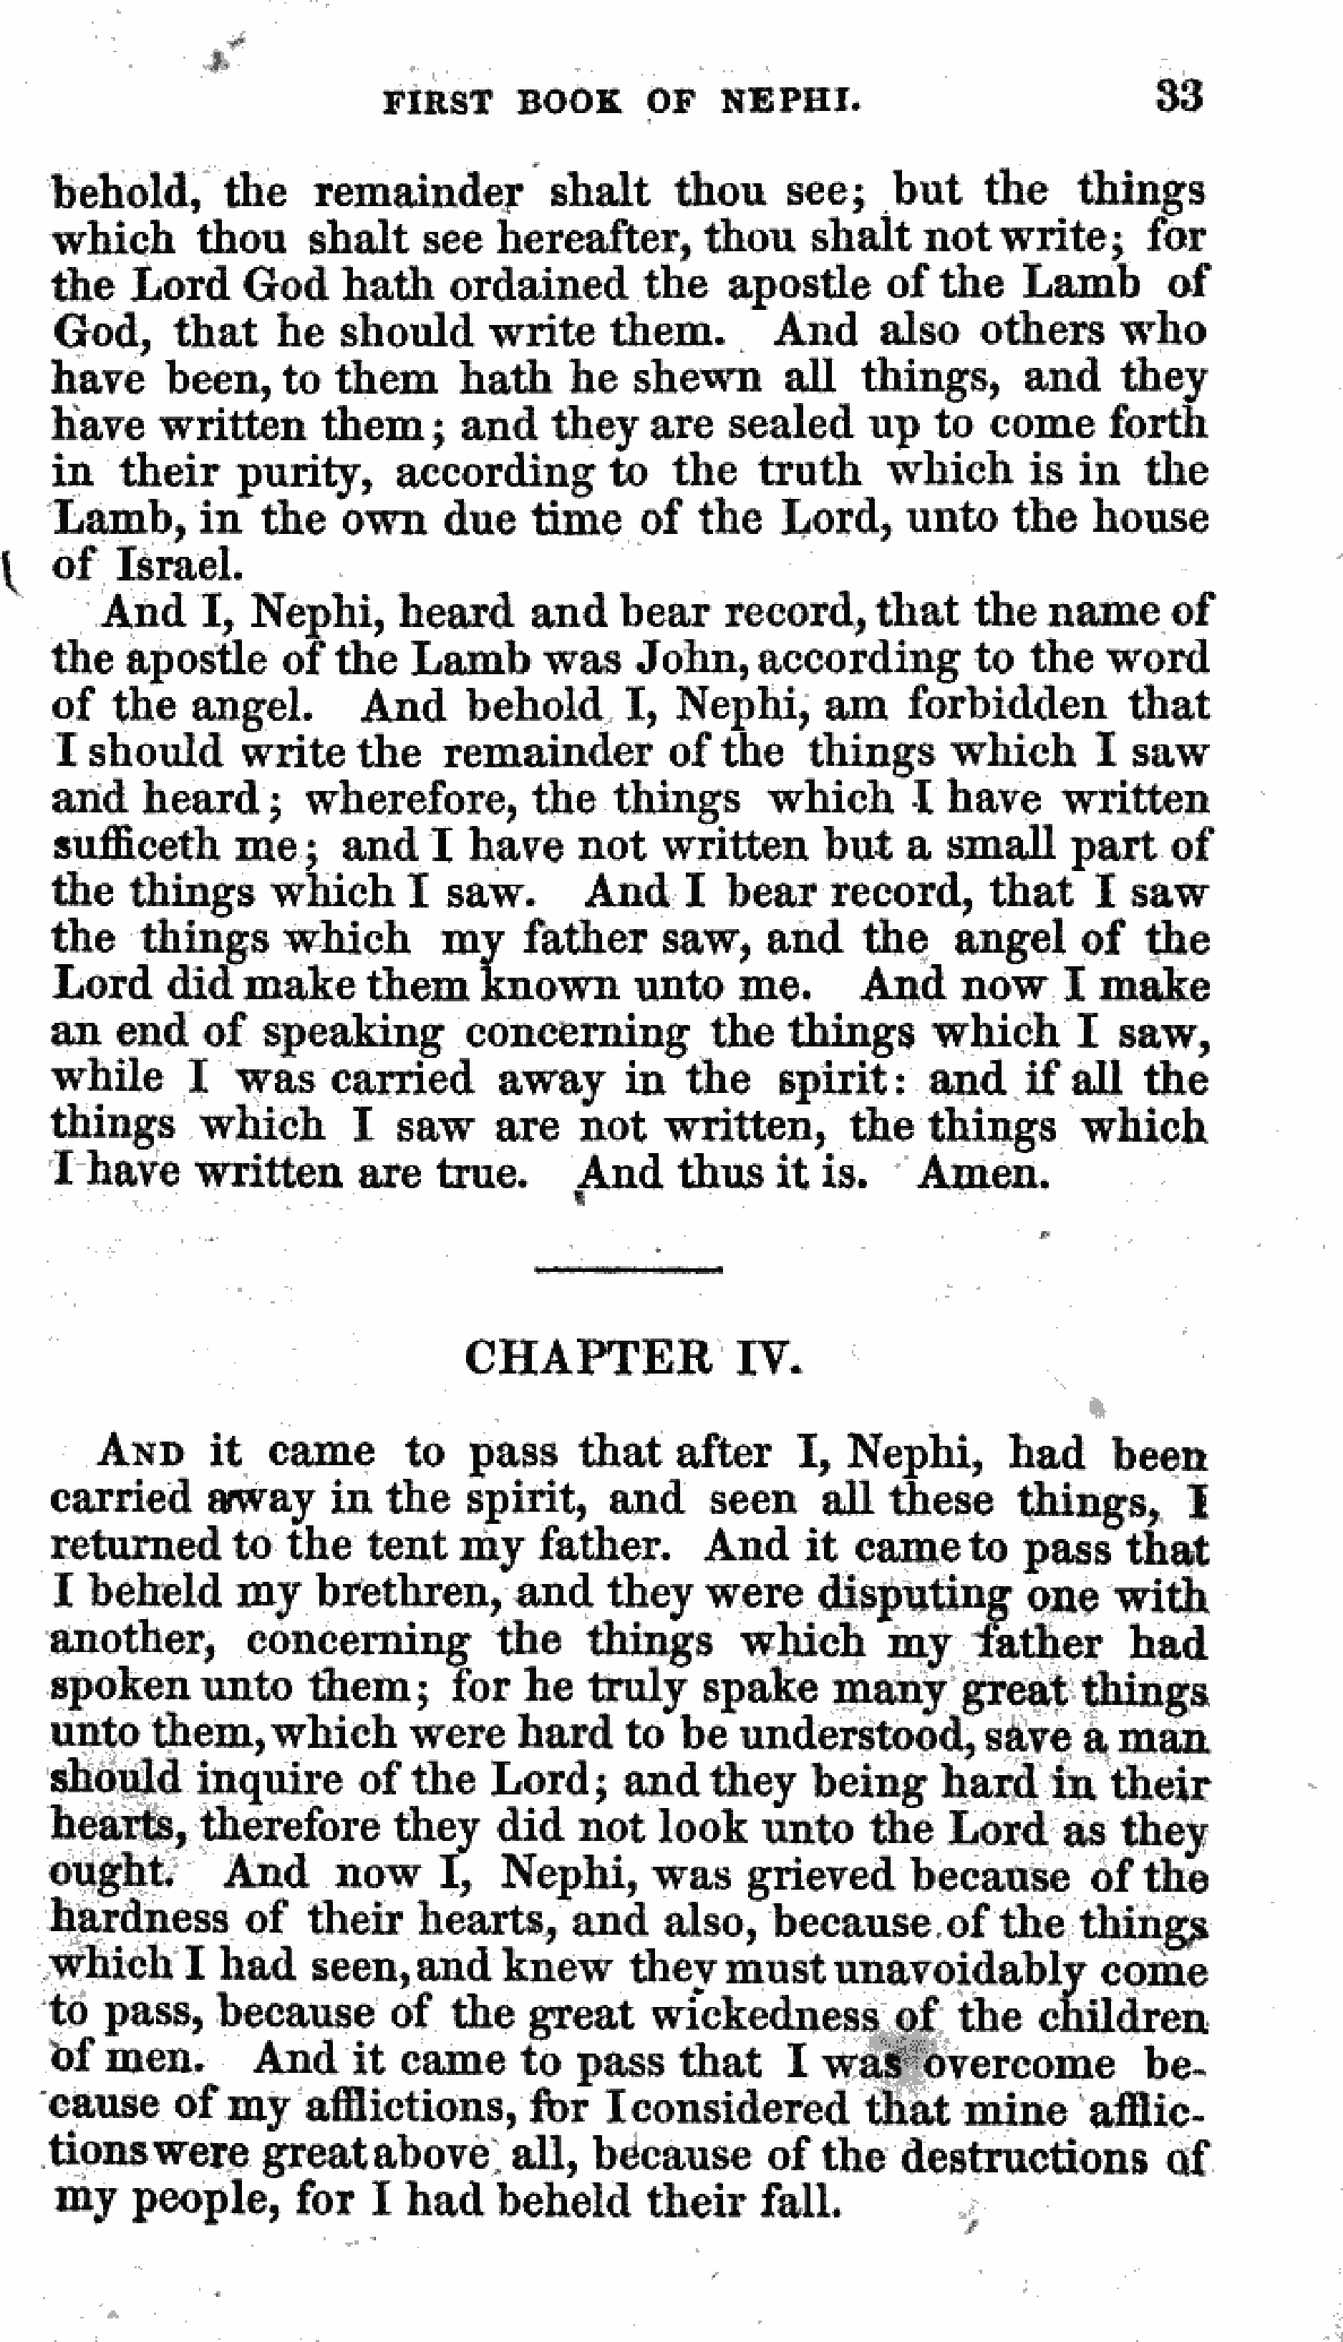 FIRST BOOK OF NEPHI. 33
behold, the remainder shalt thou see; but the things
which thou shalt see hereafter, thou shalt not write; for
the Lord God hath ordained the apostle of the Lamb of
God, that he should write them. And also others who
have been, to them hath he shewn all things, and they
have written them; and they are sealed up to come forth
in their purity, according to the truth which is in the
Lamb, in the own due time of the Lord, unto the house
of Israel.
And I, Nephi, heard and bear record, that the name of
the apostle of the Lamb was John, according to the word
of the angel. And behold I, Nephi, am forbidden that
I should write the remainder of the things which I saw
and heard; wherefore, the things which I have written
sufficeth me; and I have not written but a small part of
the things which I saw. And I bear record, that I saw
the things which my father saw, and the angel of the
Lord did make them known unto me. And now I make
an end of speaking concerning the things which I saw,
while I was carried away in the spirit: and if all the
things which I saw are not written, the things which
I have written are true. And thus it is. Amen.
CHAPTER IV.
AND it came to pass that after I, Nephi, had been
carried away in the spirit, and seen all these things, I
returned to the tent my father. And it came to pass that
I beheld my brethren, and they were disputing one with
another, concerning the things which my father had
spoken unto them; for he truly spake many great things
unto them, which were hard to be understood, save a man
should inquire of the Lord; and they being hard in their
hearts, therefore they did not look unto the Lord as they
ought. And now I, Nephi, was grieved because of the
hardness of their hearts, and also, because of the things
which I had seen, and knew they must unavoidably come
to pass, because of the great wickedness of the children
of men. And it came to pass that I was overcome be-
cause of my afflictions, for I considered that mine afflic-
tions were great above all, because of the destructions of
my people, for I had beheld their fall.